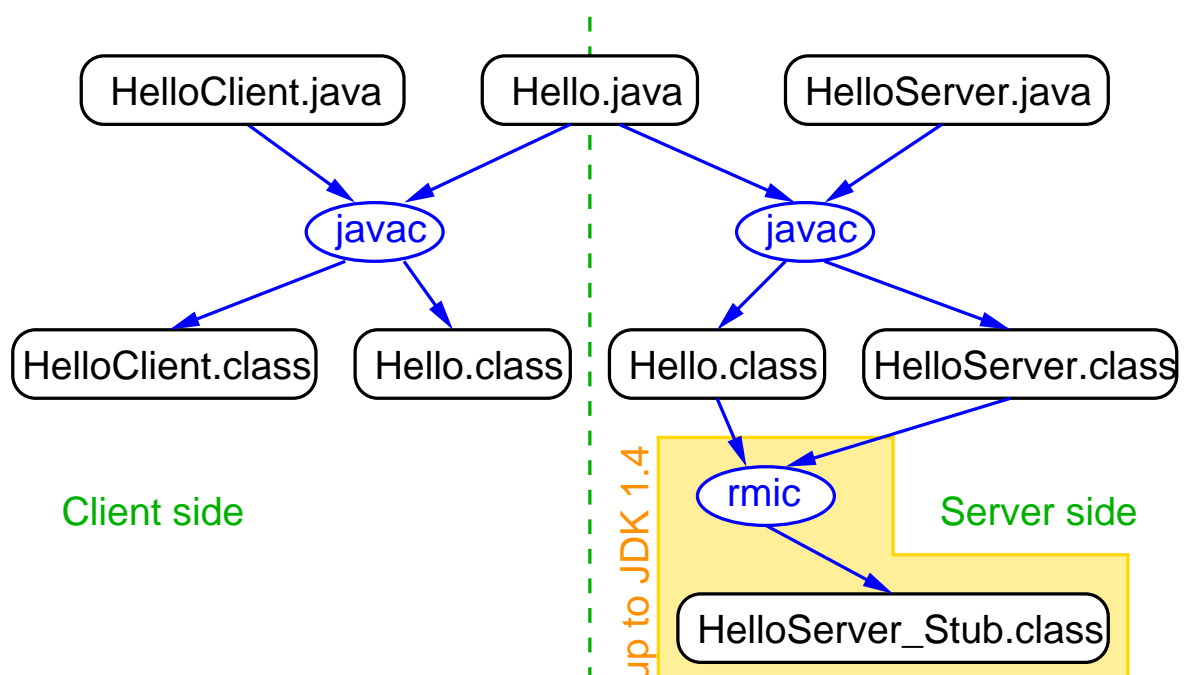 HelloClient.java
Hello.java
HelloServer.java
javac
javac
HelloClient.class
Hello.class
Hello.class
HelloServer.class
up to JDK 1.4
rmic
Client side
Server side
HelloServer_Stub.class